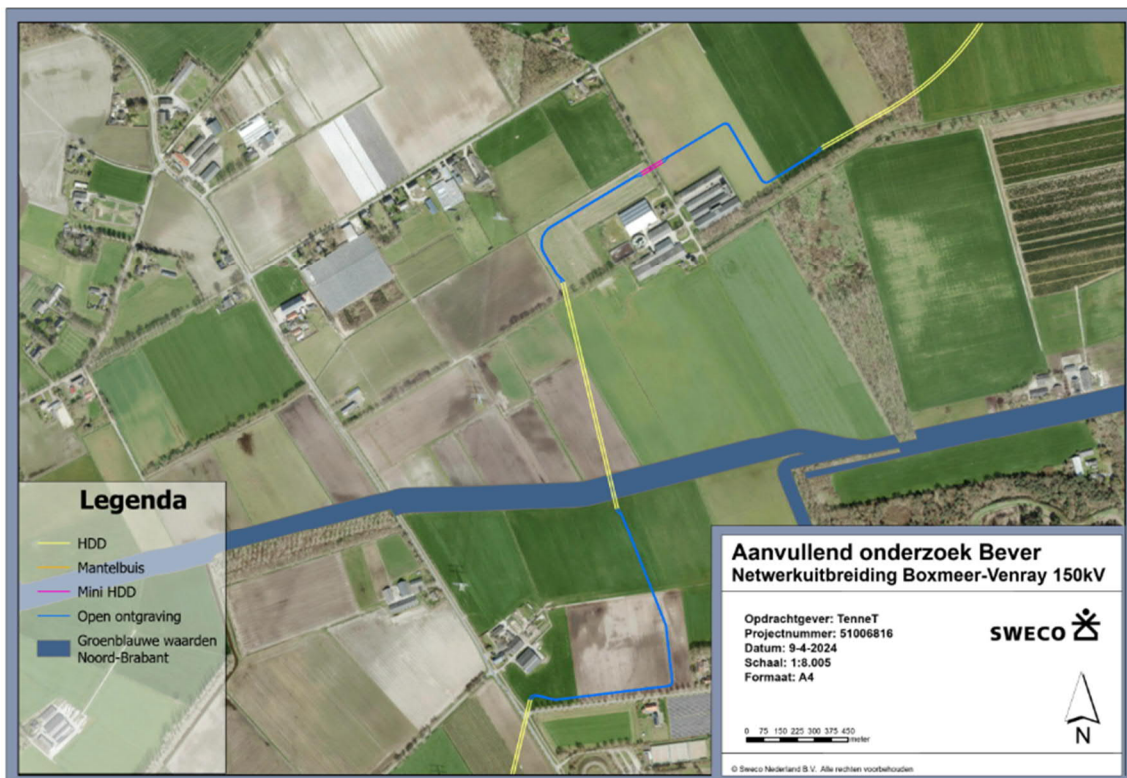 Legenda
HDD
Mantelbuis
Mini HDD
Open ontgraving
Groenblauwe waarden
Noord-Brabant
Aanvullend onderzoek Bever
Netwerkuitbreiding Boxmeer-Venray 150kV
Opdrachtgever: TenneT
Projectnummer: 51006816
Datum: 9-4-2024
Schaal: 1:8.005
Formaat: A4
SWECO
0 75 150 225 300 375 450
meter
N
© Sweco Nederland B.V. Alle rechten voorbehouden